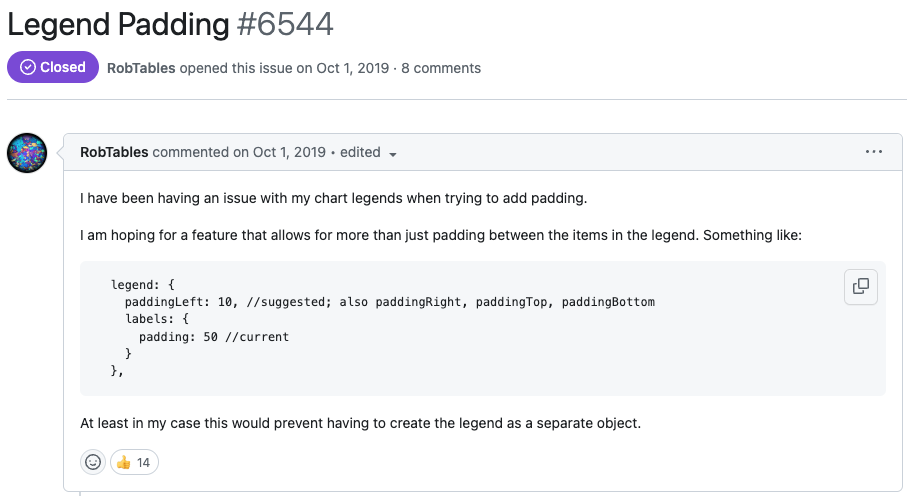 Legend Padding #6544
Closed RobTables opened this issue on Oct 1, 2019 · 8 comments
RobTables commented on Oct 1, 2019 • edited
I have been having an issue with my chart legends when trying to add padding.
I am hoping for a feature that allows for more than just padding between the items in the legend. Something like:
legend: {
  paddingLeft: 10, //suggested; also paddingRight, paddingTop, paddingBottom
  labels: {
    padding: 50 //current
  }
},
At least in my case this would prevent having to create the legend as a separate object.
👍 14